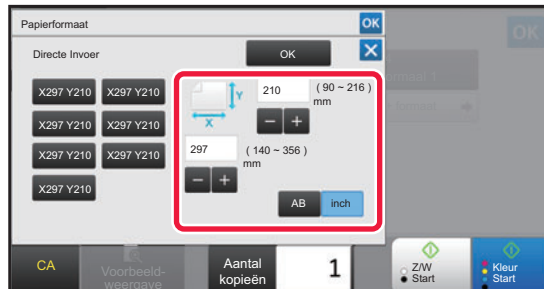 Papierformaat OK
OK
Directe Invoer OK
X297 Y210 X297 Y210
X297 Y210 X297 Y210
X297 Y210 X297 Y210
X297 Y210
Y
X
210 ( 90 ~ 216 )
mm
297 ( 140 ~ 356 )
mm
AB inch
CA
Voorbeeld-
weergave
Aantal
kopieën
1
Z/W
Start
Kleur
Start